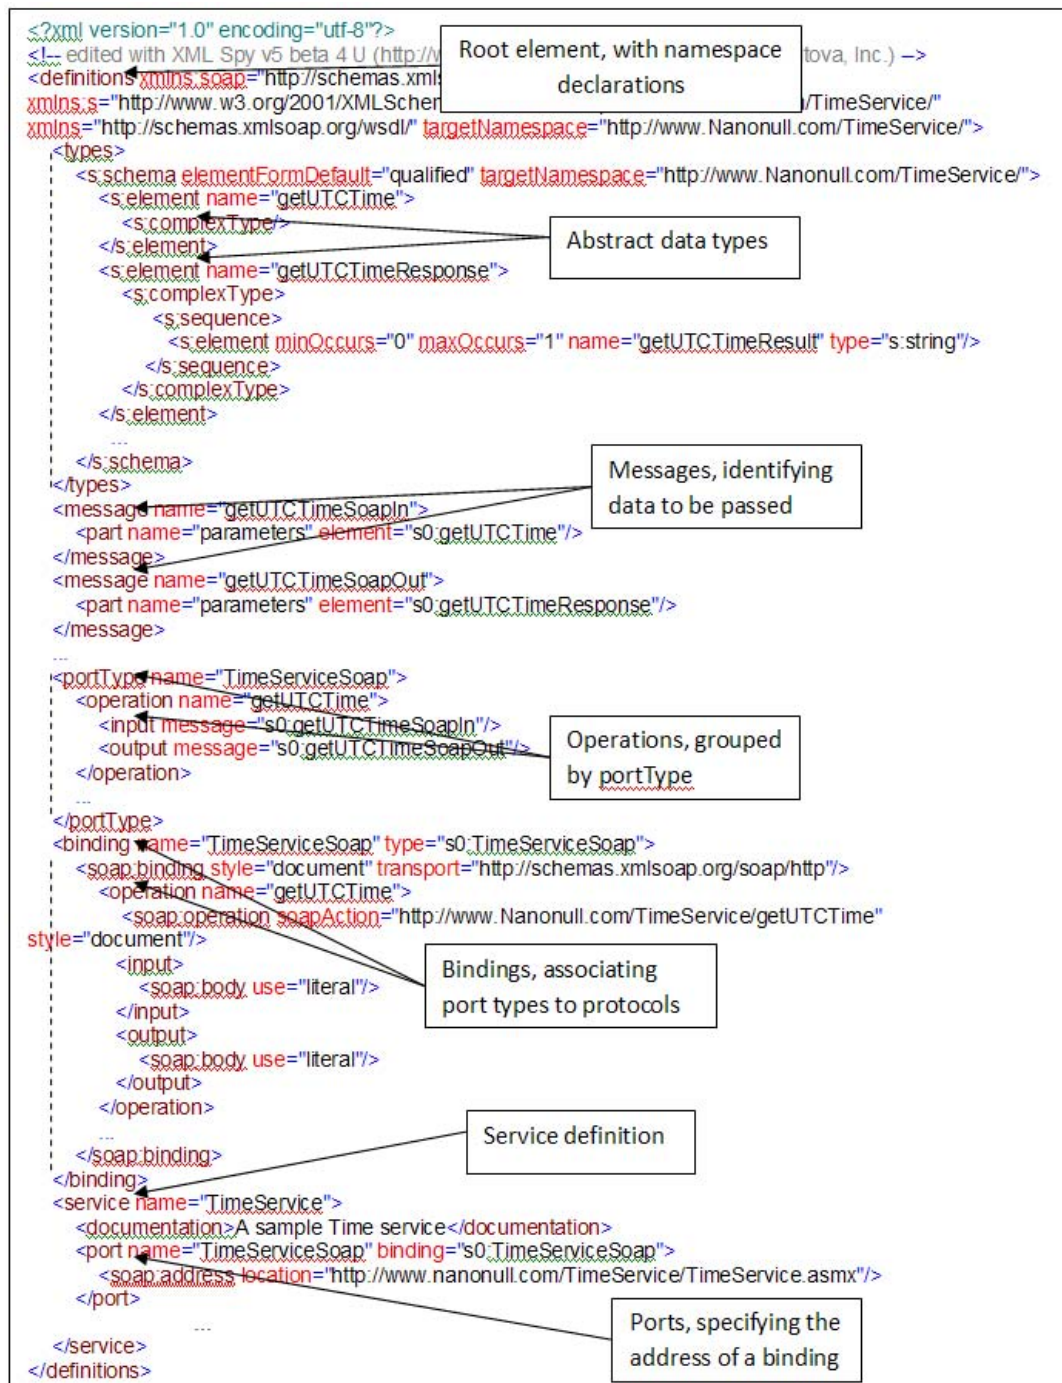 <?xml version="1.0" encoding="utf-8"?>
<!-- edited with XML Spy v5 beta 4 U (http://w
Root element, with namespace
tova, Inc.) -->
<definitions xmlns:soap="http://schemas.xmls
declarations
xmlns:s="http://www.w3.org/2001/XMLSchem
/TimeService/"
xmlns="http://schemas.xmlsoap.org/wsdl/" targetNamespace="http://www.Nanonull.com/TimeService/">
<types>
<s:schema elementFormDefault="qualified" targetNamespace="http://www.Nanonull.com/TimeService/">
<s:element name="getUTCTime">
<s:complexType/>
Abstract data types
</s:element>
<s:element name="getUTCTimeResponse">
<s:complexType>
<s:sequence>
<s:element minOccurs="0" maxOccurs="1" name="getUTCTimeResult" type="s:string"/>
</s:sequence>
</s:complexType>
</s:element>
...
</s:schema>
</types>
Messages, identifying
data to be passed
<message name="getUTCTimeSoapIn">
<part name="parameters" element="s0:getUTCTime"/>
</message>
<message name="getUTCTimeSoapOut">
<part name="parameters" element="s0:getUTCTimeResponse"/>
</message>
...
<portType name="TimeServiceSoap">
<operation name="getUTCTime">
<input message="s0:getUTCTimeSoapIn"/>
<output message="s0:getUTCTimeSoapOut"/>
</operation>
Operations, grouped
by portType
...
</portType>
<binding name="TimeServiceSoap" type="s0:TimeServiceSoap">
<soap:binding style="document" transport="http://schemas.xmlsoap.org/soap/http"/>
<operation name="getUTCTime">
<soap:operation soapAction="http://www.Nanonull.com/TimeService/getUTCTime"
style="document"/>
<input>
<soap:body use="literal"/>
</input>
Bindings, associating
port types to protocols
<output>
<soap:body use="literal"/>
</output>
</operation>
...
</soap:binding>
</binding>
Service definition
<service name="TimeService">
<documentation>A sample Time service</documentation>
<port name="TimeServiceSoap" binding="s0:TimeServiceSoap">
<soap:address location="http://www.nanonull.com/TimeService/TimeService.asmx"/>
</port>
...
Ports, specifying the
address of a binding
</service>
</definitions>